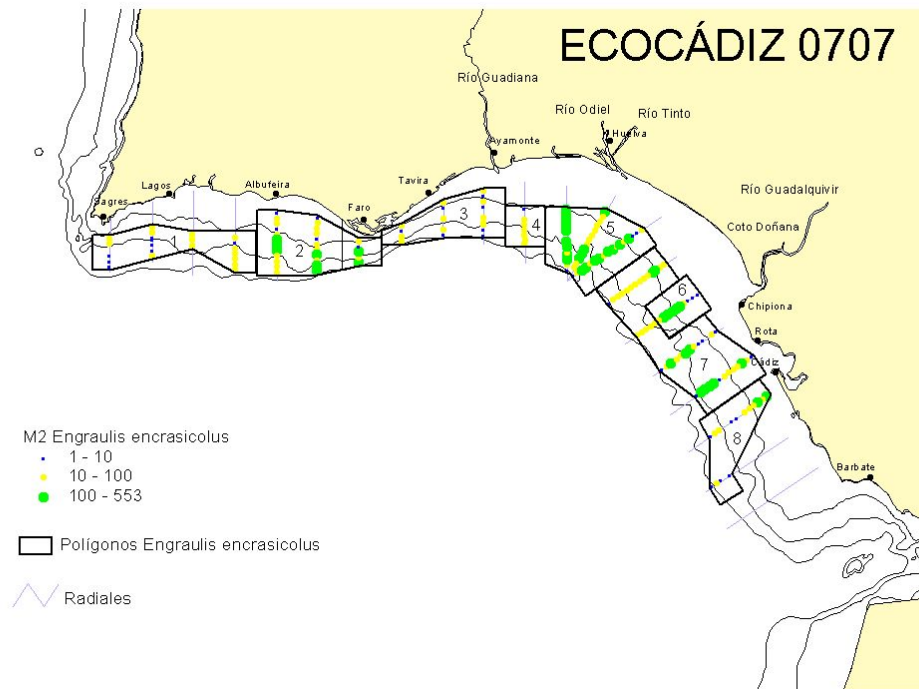 ECOCÁDIZ 0707
Río Guadiana
Río Odiel
Río Tinto
Huelva
Ayamonte
Río Guadalquivir
Tavira
Lagos
Albufeira
Sagres
Faro
Coto Doñana
1
2
3
4
5
6
Chipiona
Rota
7
Cádiz
8
Barbate
M2 Engraulis encrasicolus
1 - 10
10 - 100
100 - 553
Polígonos Engraulis encrasicolus
Radiales